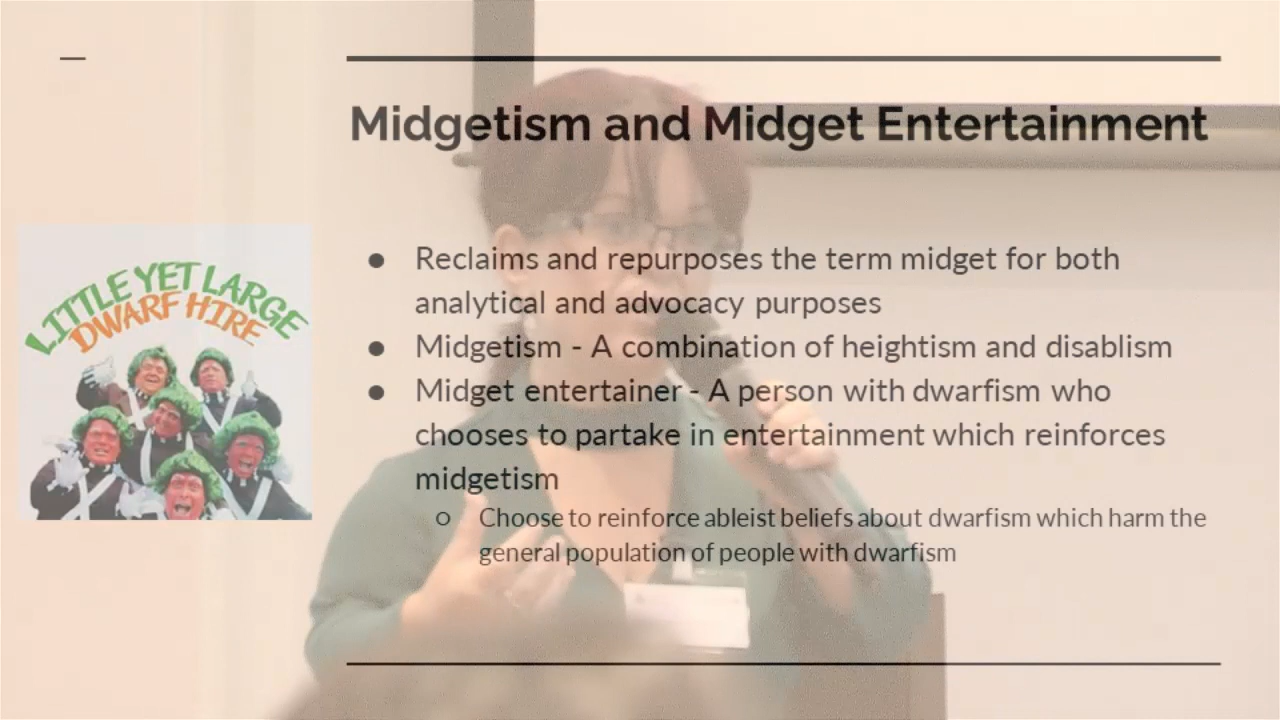 Midgetism and Midget Entertainment
LITTLE YET LARGE
DWARF HIRE
● Reclaims and repurposes the term midget for both
analytical and advocacy purposes
● Midgetism - A combination of heightism and disablism
● Midget entertainer - A person with dwarfism who
chooses to partake in entertainment which reinforces
midgetism
○ Choose to reinforce ableist beliefs about dwarfism which harm the
general population of people with dwarfism